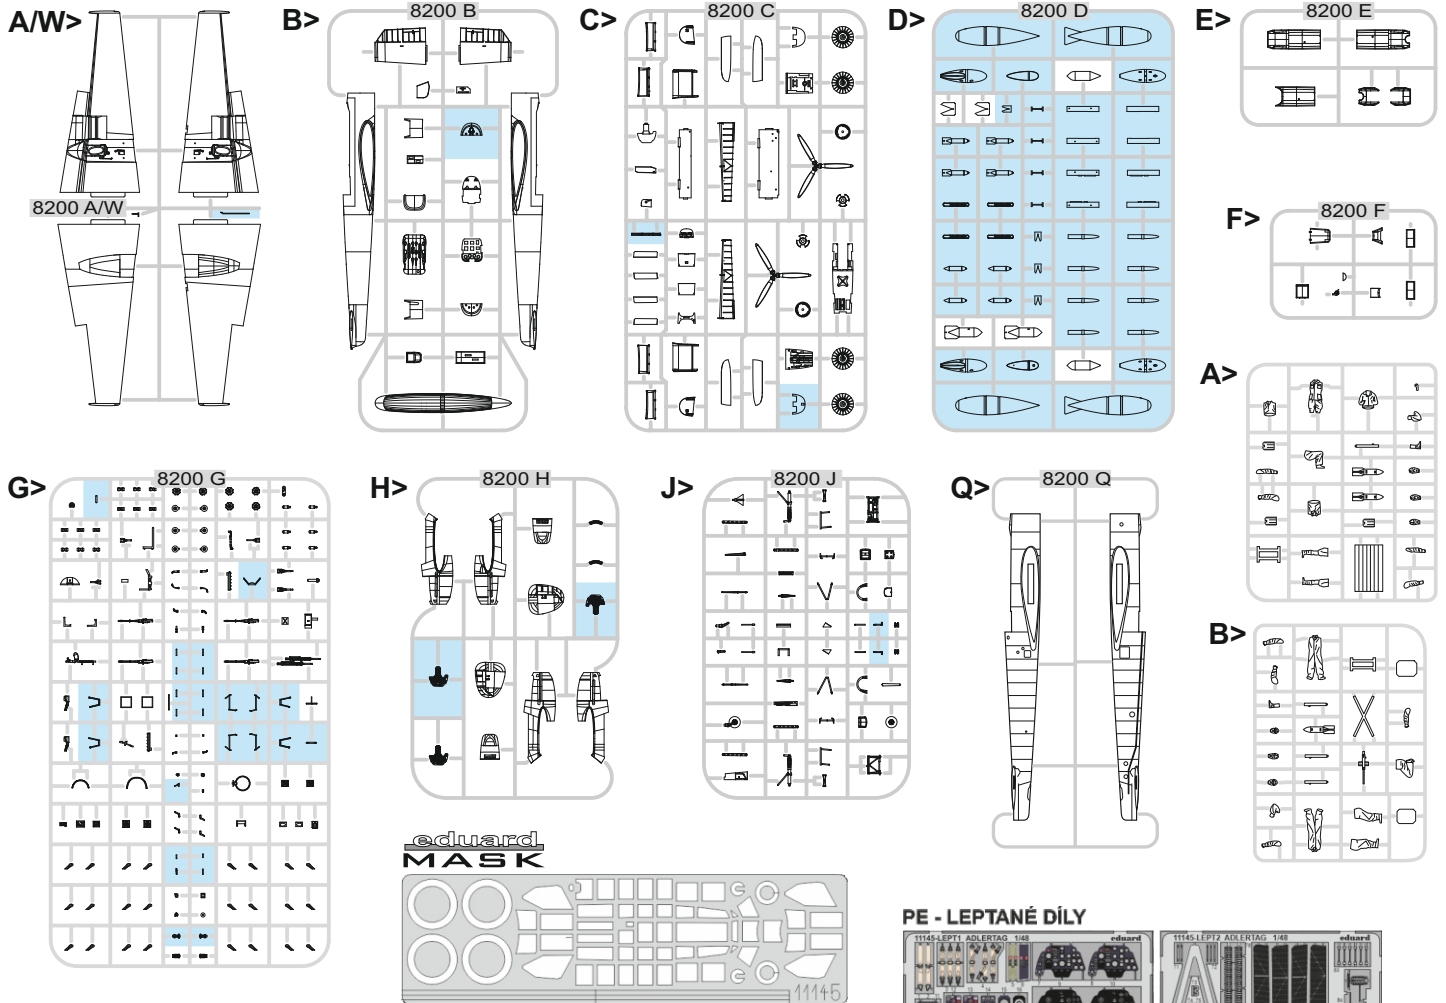 A/W>
B>
8200 B
C>
8200 C
D>
8200 D
E>
8200 E
8200 A/W
F>
8200 F
A>
G>
8200 G
H>
8200 H
J>
8200 J
Q>
8200 Q
B>
eduard
MASK
11145
PE - LEPTANÉ DÍLY
11145-LEPT1 ADLERTAG 1/48
eduard
11145-LEPT2 ADLERTAG 1/48
eduard